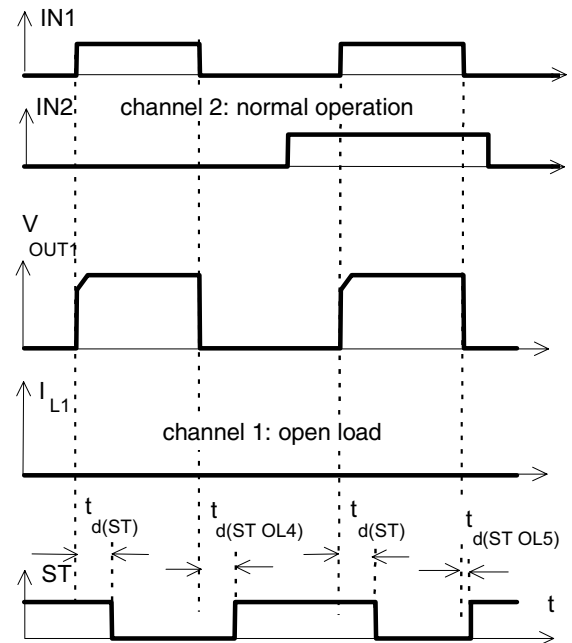 IN1
IN2 channel 2: normal operation
V
OUT1
I
L1
channel 1: open load
t t t t
d(ST) d(ST OL4) d(ST) d(ST OL5)
ST t